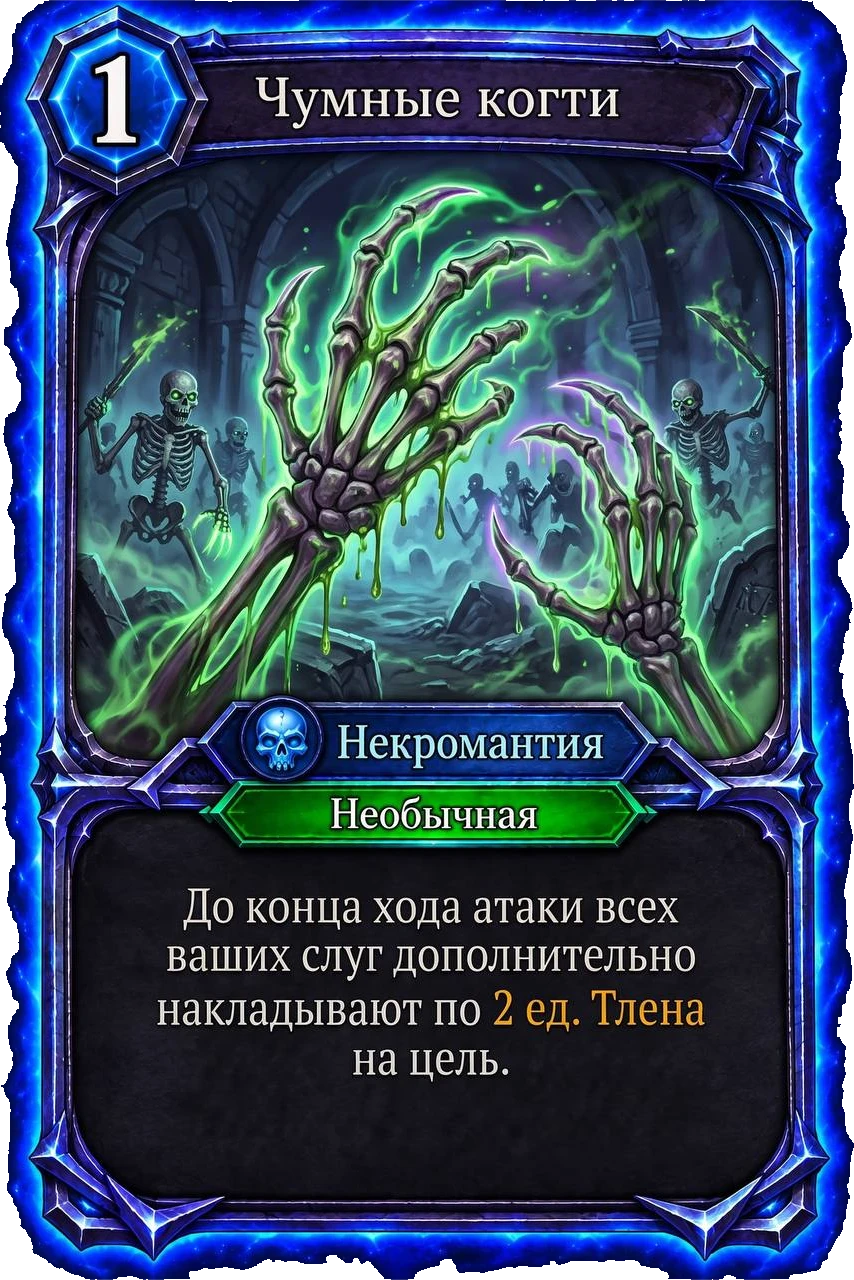 1
Чумные когти
Некромантия
Необычная
До конца хода атаки всех
ваших слуг дополнительно
накладывают по 2 ед. Тлена
на цель.